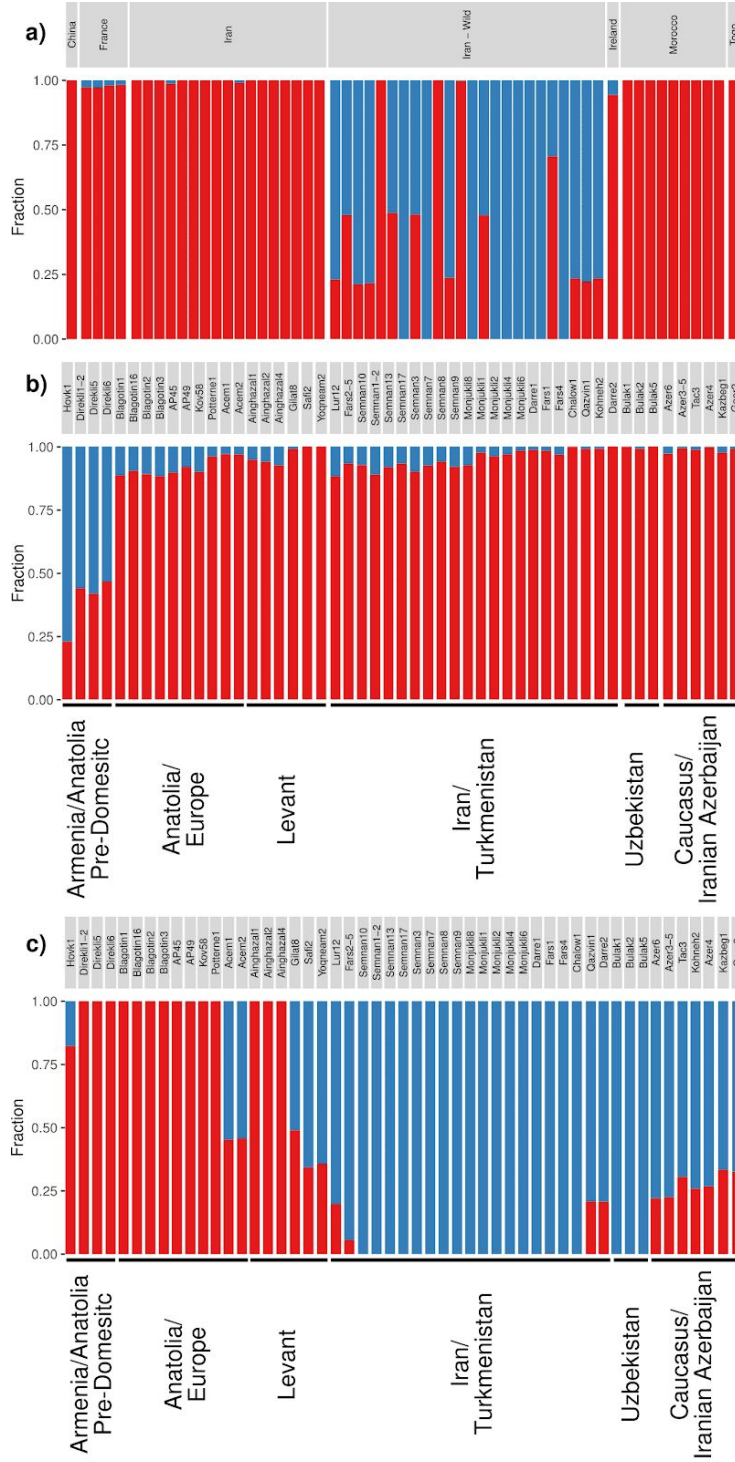 a)
China
France
Iran
Iran − Wild
Ireland
Morocco
1.00
0.75
0.50
0.25
0.00
Fraction
b)
Hovk1
Direkli1-2
Direkli5
Direkli6
Blagotin1
Blagotin16
Blagotin2
Blagotin3
AP45
AP49
Kov58
Potterne1
Acem1
Acem2
Ainghazal1
Ainghazal2
Ainghazal4
Gilat8
Safi2
Yoqneam2
Lur12
Fars2-5
Semnan10
Semnan1-2
Semnan13
Semnan17
Semnan3
Semnan7
Semnan8
Semnan9
Monjukli8
Monjukli1
Monjukli2
Monjukli4
Monjukli6
Darre1
Fars1
Fars4
Chalow1
Qazvin1
Kohneh2
Darre2
Bulak1
Bulak2
Bulak5
Azer6
Azer3-5
Tac3
Azer4
Kazbeg1
1.00
0.75
0.50
0.25
0.00
Fraction
Armenia/Anatolia
Pre-Domesitc
Anatolia/
Europe
Levant
Iran/
Turkmenistan
Uzbekistan
Caucasus/
Iranian Azerbaijan
c)
Hovk1
Direkli1-2
Direkli5
Direkli6
Blagotin1
Blagotin16
Blagotin2
Blagotin3
AP45
AP49
Kov58
Potterne1
Acem1
Acem2
Ainghazal1
Ainghazal2
Ainghazal4
Gilat8
Safi2
Yoqneam2
Lur12
Fars2-5
Semnan10
Semnan1-2
Semnan13
Semnan17
Semnan3
Semnan7
Semnan8
Semnan9
Monjukli8
Monjukli1
Monjukli2
Monjukli4
Monjukli6
Darre1
Fars1
Fars4
Chalow1
Qazvin1
Darre2
Bulak1
Bulak2
Bulak5
Azer6
Azer3-5
Tac3
Kohneh2
Azer4
Kazbeg1
1.00
0.75
0.50
0.25
0.00
Fraction
Armenia/Anatolia
Pre-Domesitc
Anatolia/
Europe
Levant
Iran/
Turkmenistan
Uzbekistan
Caucasus/
Iranian Azerbaijan